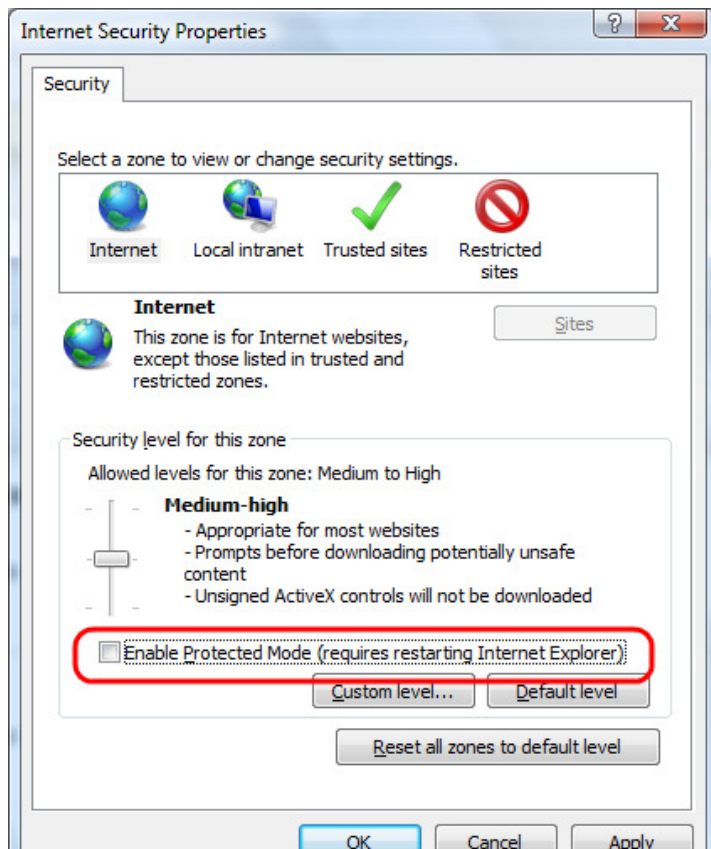 Internet Security Properties
Security
Select a zone to view or change security settings.
Internet
Local intranet
Trusted sites
Restricted
sites
Internet
This zone is for Internet websites,
except those listed in trusted and
restricted zones.
Sites
Security level for this zone
Allowed levels for this zone: Medium to High
Medium-high
- Appropriate for most websites
- Prompts before downloading potentially unsafe
content
- Unsigned ActiveX controls will not be downloaded
Enable Protected Mode (requires restarting Internet Explorer)
Custom level...
Default level
Reset all zones to default level
OK
Cancel
Apply